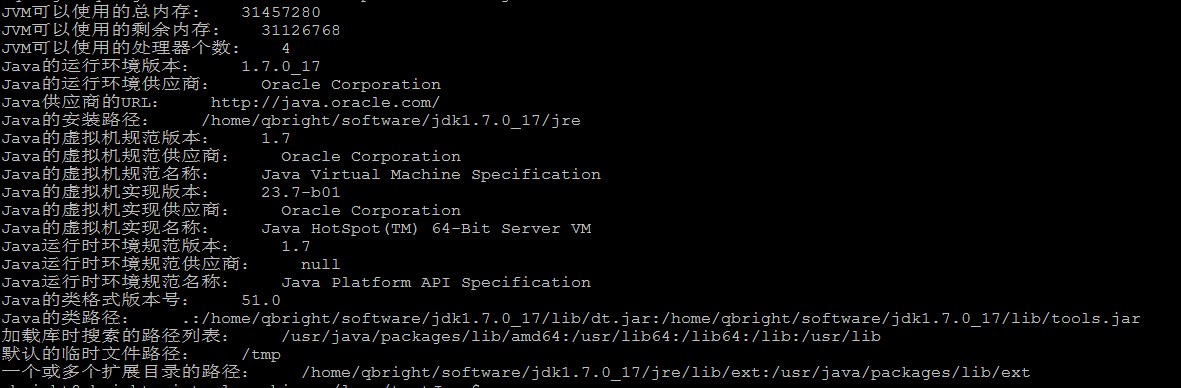 JVM可以使用的总内存:    31457280
JVM可以使用的剩余内存:    31126768
JVM可以使用的处理器个数:    4
Java的运行环境版本:    1.7.0_17
Java的运行环境供应商:    Oracle Corporation
Java供应商的URL:    http://java.oracle.com/
Java的安装路径:    /home/qbright/software/jdk1.7.0_17/jre
Java的虚拟机规范版本:    1.7
Java的虚拟机规范供应商:    Oracle Corporation
Java的虚拟机规范名称:    Java Virtual Machine Specification
Java的虚拟机实现版本:    23.7-b01
Java的虚拟机实现供应商:    Oracle Corporation
Java的虚拟机实现名称:    Java HotSpot(TM) 64-Bit Server VM
Java运行时环境规范版本:    1.7
Java运行时环境规范供应商:    null
Java运行时环境规范名称:    Java Platform API Specification
Java的类格式版本号:    51.0
Java的类路径:    .:/home/qbright/software/jdk1.7.0_17/lib/dt.jar:/home/qbright/software/jdk1.7.0_17/lib/tools.jar
加载库时搜索的路径列表:    /usr/java/packages/lib/amd64:/usr/lib64:/lib64:/lib:/usr/lib
默认的临时文件路径:    /tmp
一个或多个扩展目录的路径:    /home/qbright/software/jdk1.7.0_17/jre/lib/ext:/usr/java/packages/lib/ext